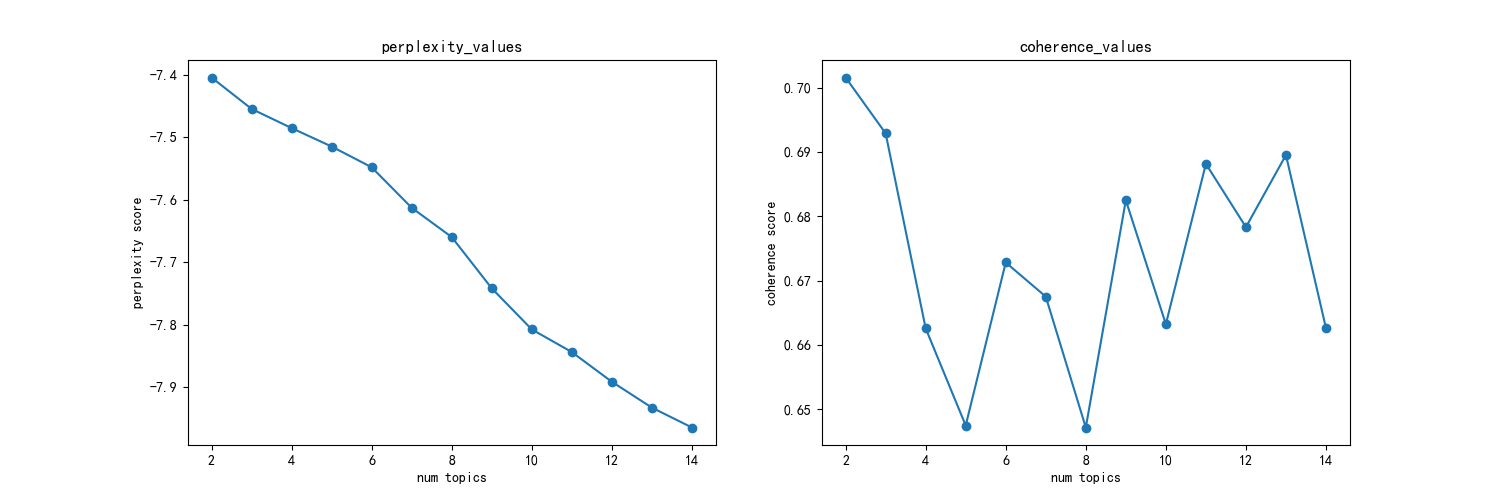 perplexity_values
perplexity score
-7.4
-7.5
-7.6
-7.7
-7.8
-7.9
2 4 6 8 10 12 14
num topics
coherence_values
coherence score
0.70
0.69
0.68
0.67
0.66
0.65
2 4 6 8 10 12 14
num topics